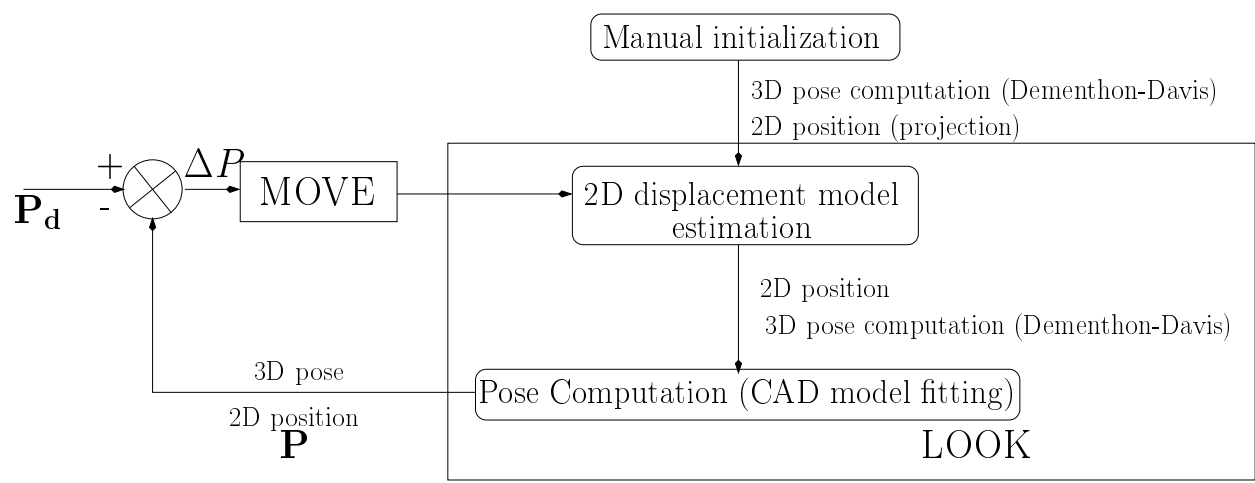 Manual initialization
3D pose computation (Dementhon-Davis)
2D position (projection)
+
ΔP
MOVE
P_d
-
2D displacement model
estimation
2D position
3D pose computation (Dementhon-Davis)
3D pose
Pose Computation (CAD model fitting)
2D position
P
LOOK